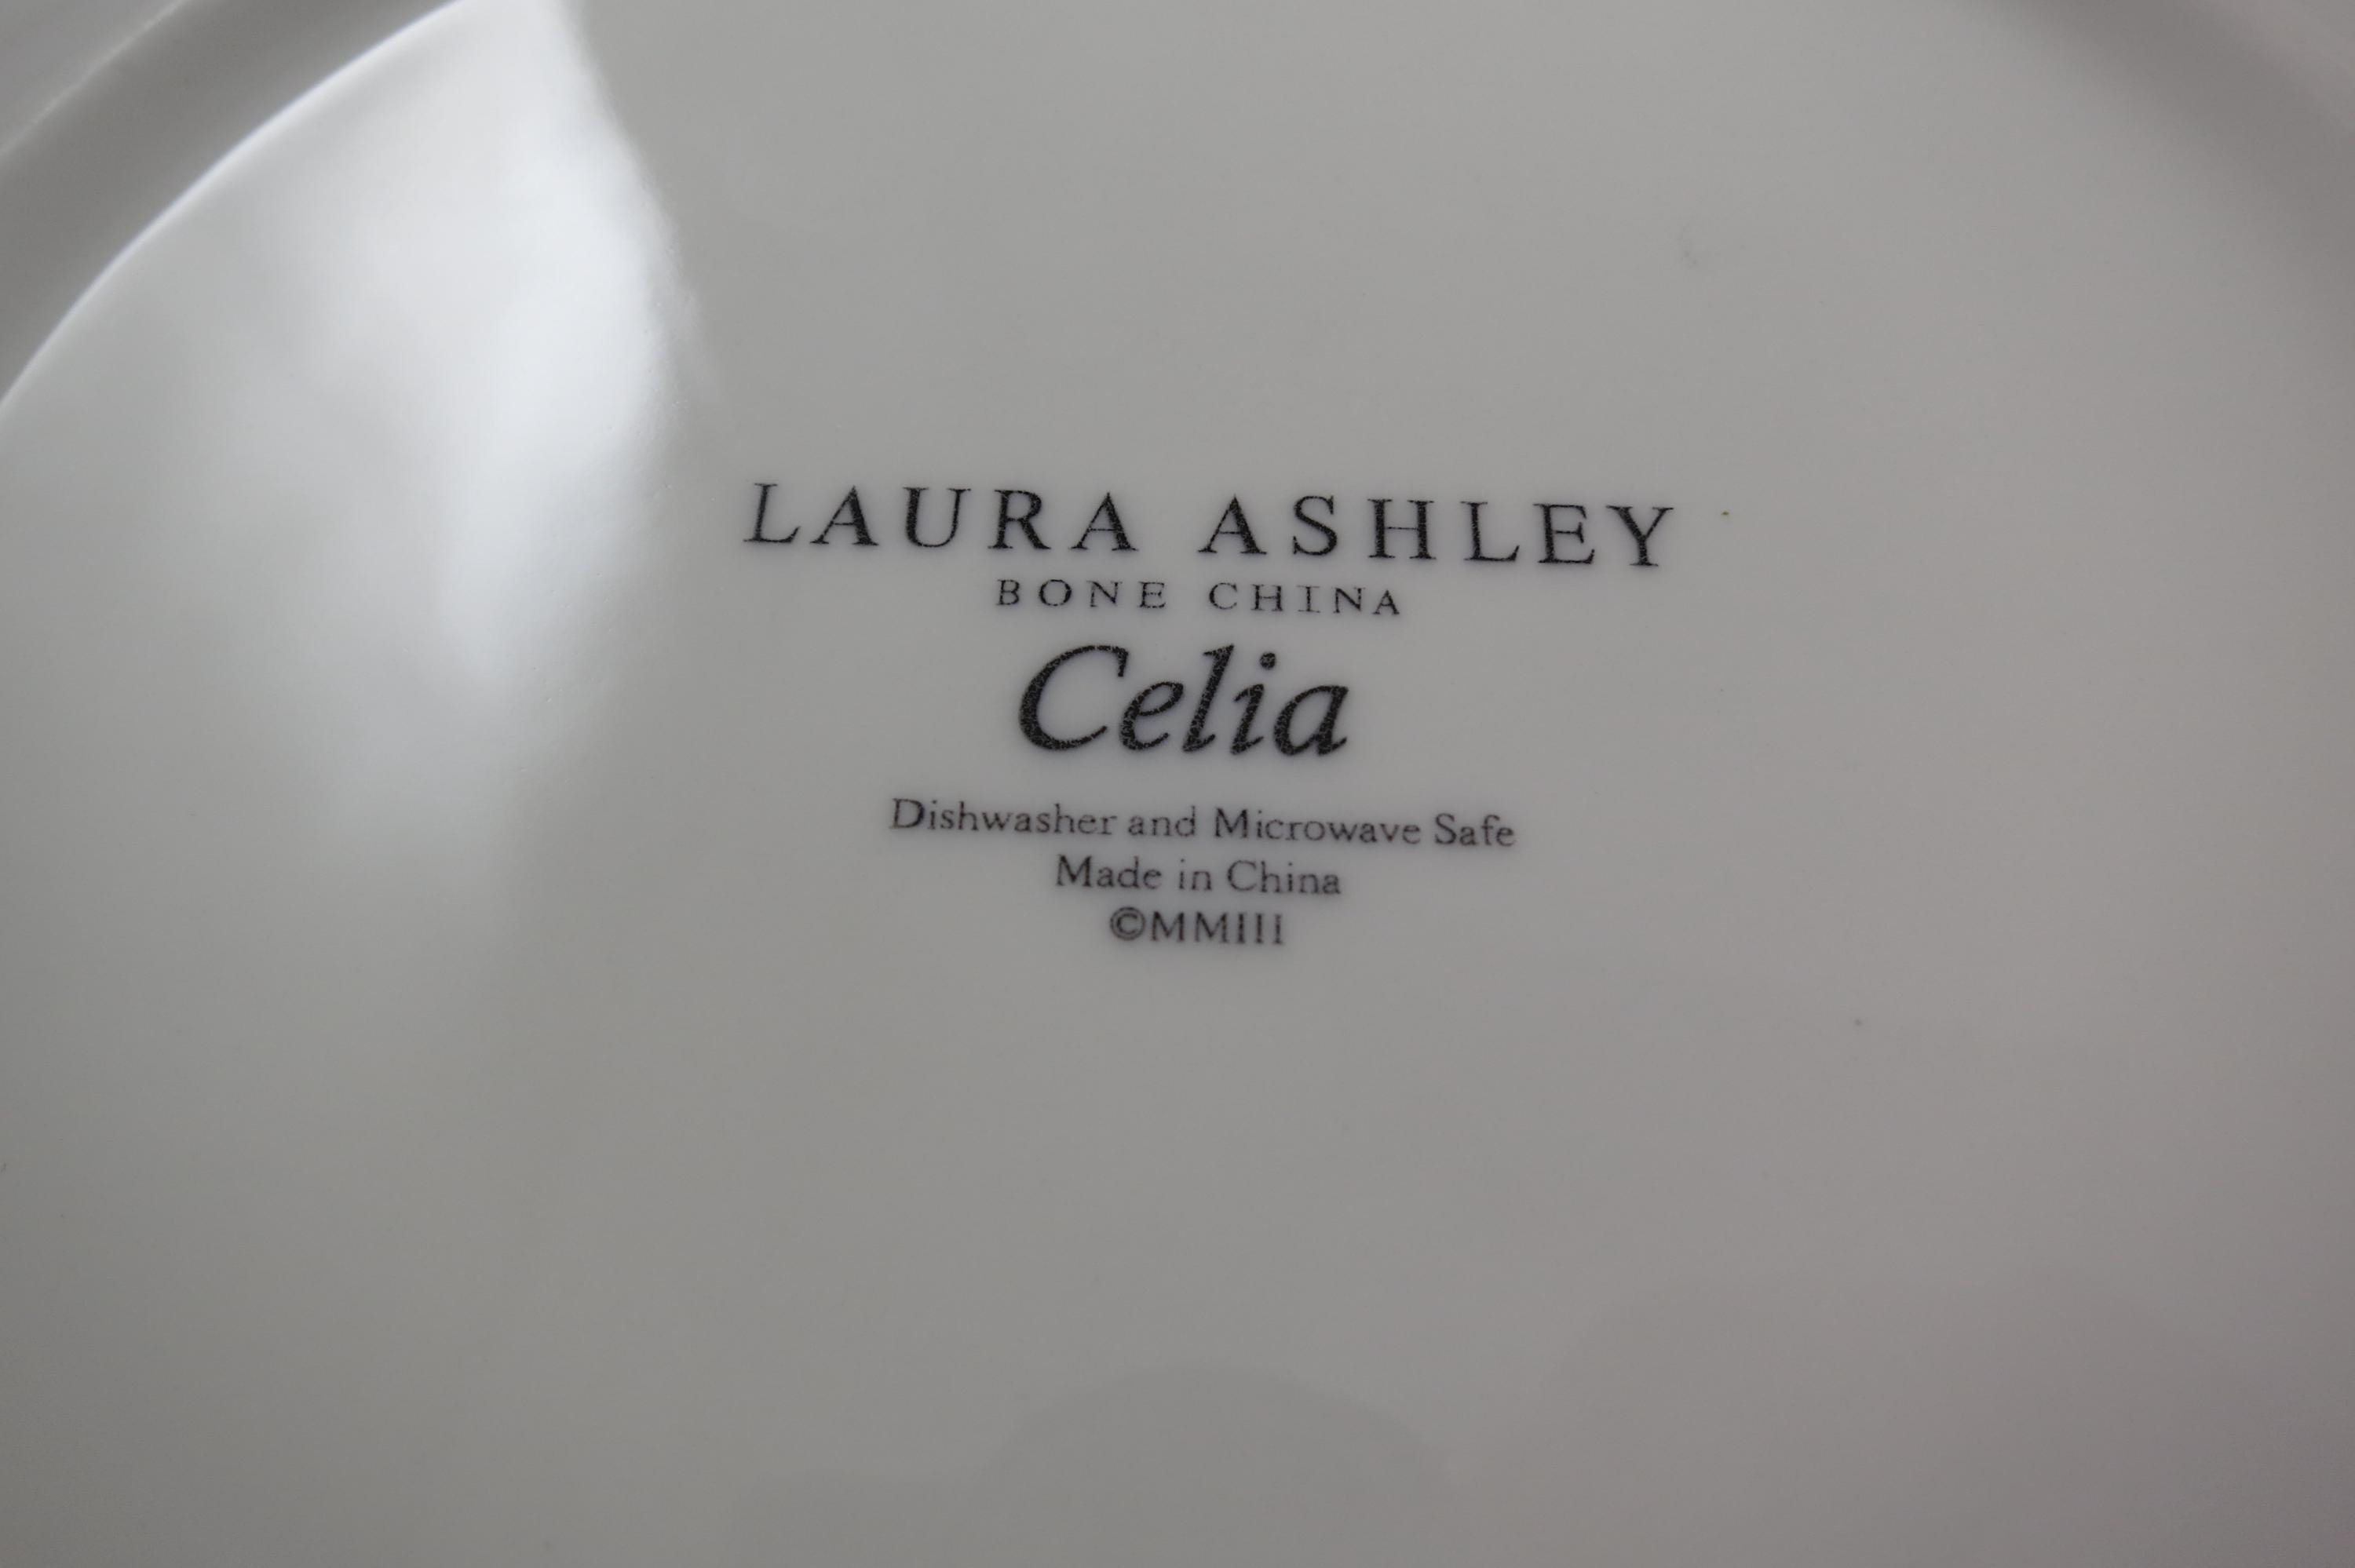 LAURA ASHLEY
BONE CHINA
Celia
Dishwasher and Microwave Safe
Made in China
©MMIII